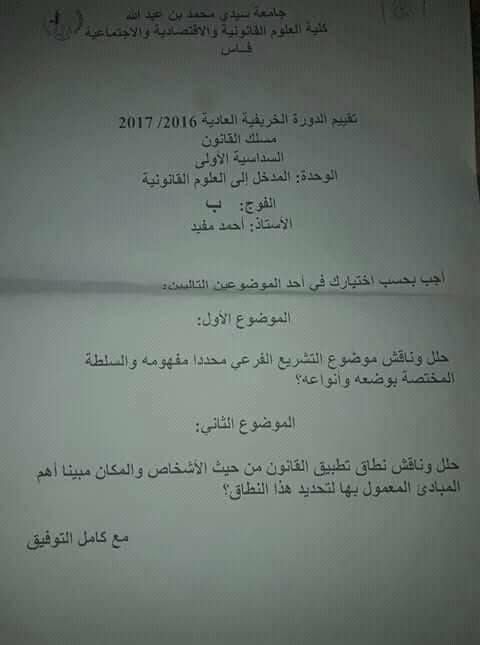 جامعة سيدي محمد بن عبد الله
كلية العلوم القانونية والاقتصادية والاجتماعية
فـاس
تقييم الدورة الخريفية العادية 2016/ 2017
مسلك القانون
السداسية الأولى
الوحدة: المدخل إلى العلوم القانونية
الفوج: ب
الأستاذ: أحمد مفيد
أجب بحسب اختيارك في أحد الموضوعين التاليين:
الموضوع الأول:
حلل وناقش موضوع التشريع الفرعي محددا مفهومه والسلطة
المختصة بوضعه وأنواعه؟
الموضوع الثاني:
حلل وناقش نطاق تطبيق القانون من حيث الأشخاص والمكان مبينا أهم
المبادئ المعمول بها لتحديد هذا النطاق؟
مع كامل التوفيق